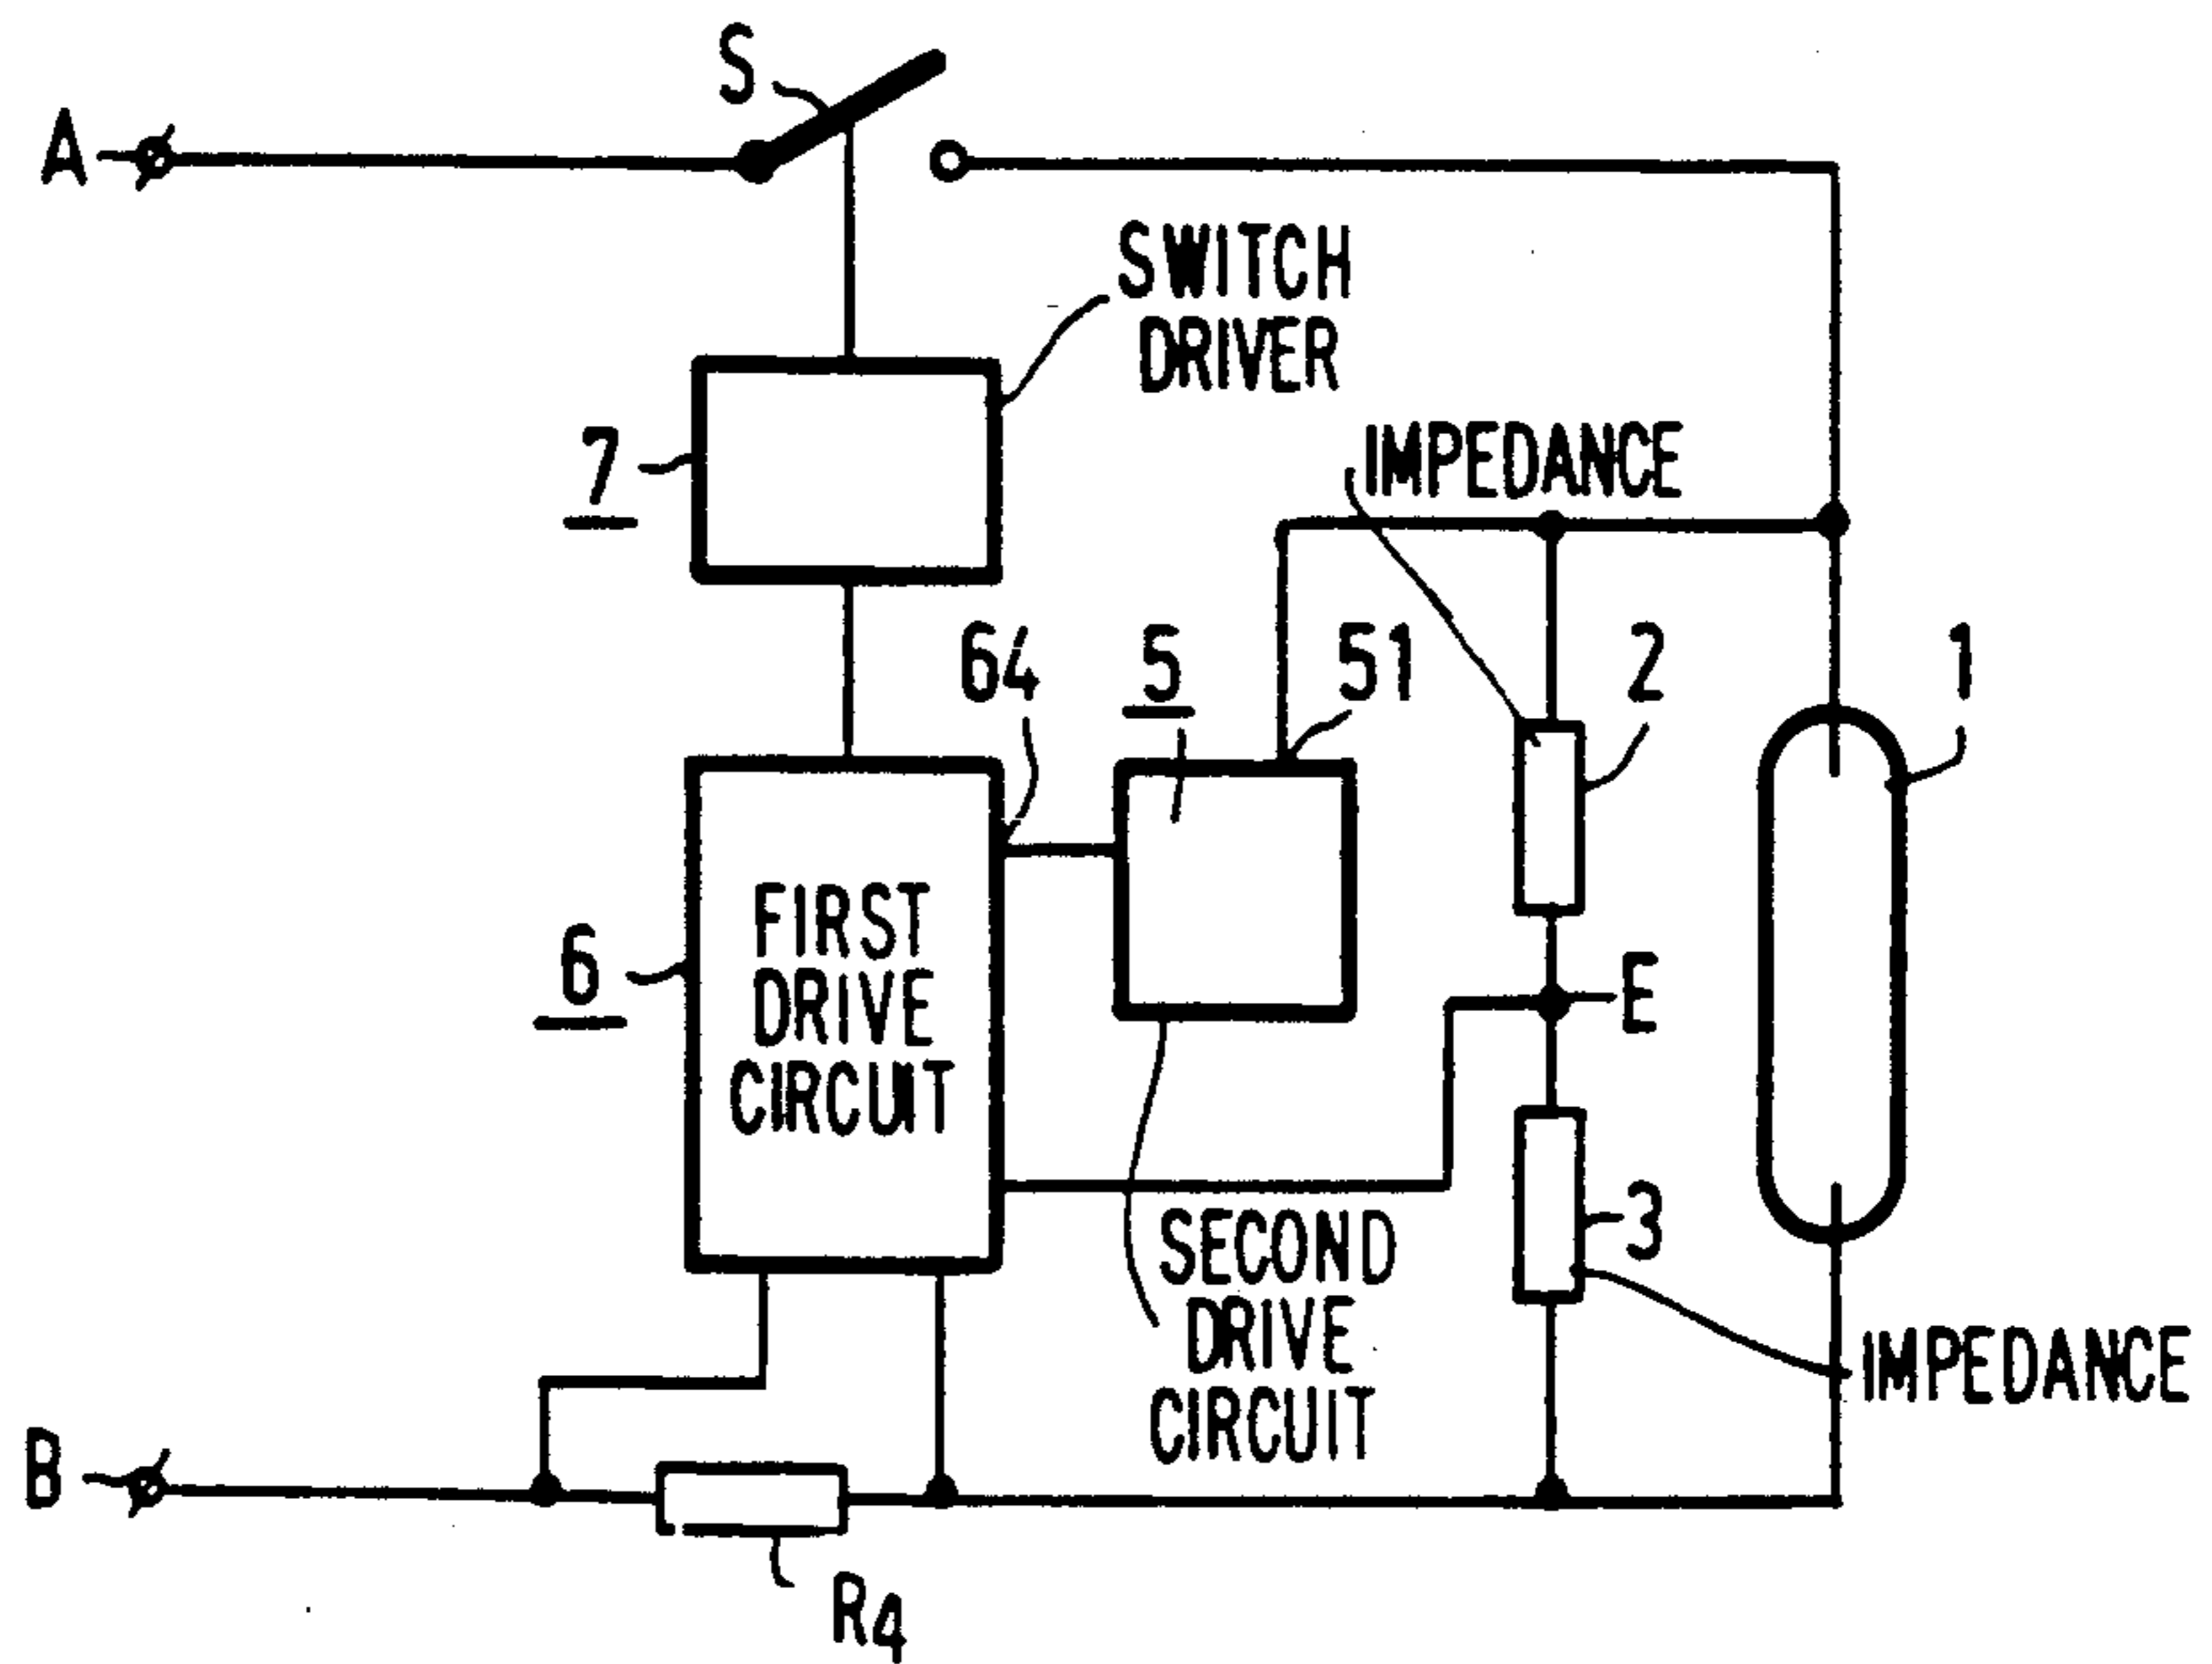 S
A
SWITCH
DRIVER
7
IMPEDANCE
64
5
51
2
1
FIRST
DRIVE
CIRCUIT
6
E
SECOND
DRIVE
CIRCUIT
3
IMPEDANCE
B
R4